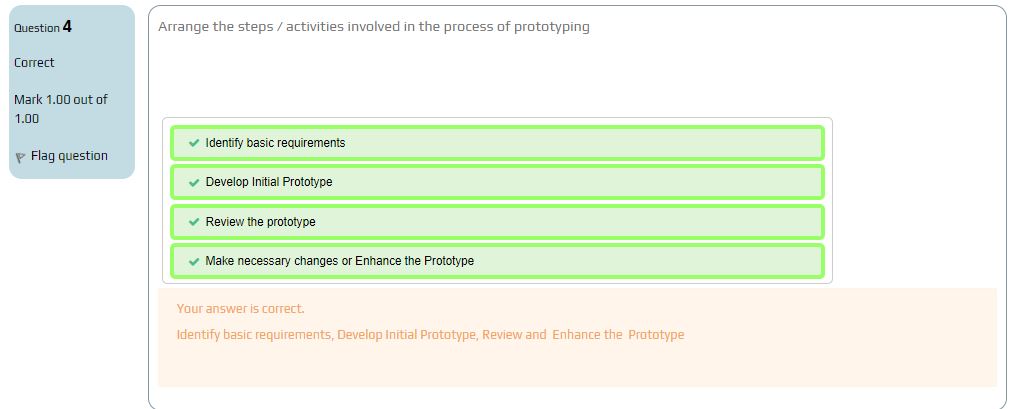 Question 4
Correct
Mark 1.00 out of
1.00
Flag question
Arrange the steps / activities involved in the process of prototyping
Identify basic requirements
Develop Initial Prototype
Review the prototype
Make necessary changes or Enhance the Prototype
Your answer is correct.
Identify basic requirements, Develop Initial Prototype, Review and Enhance the Prototype